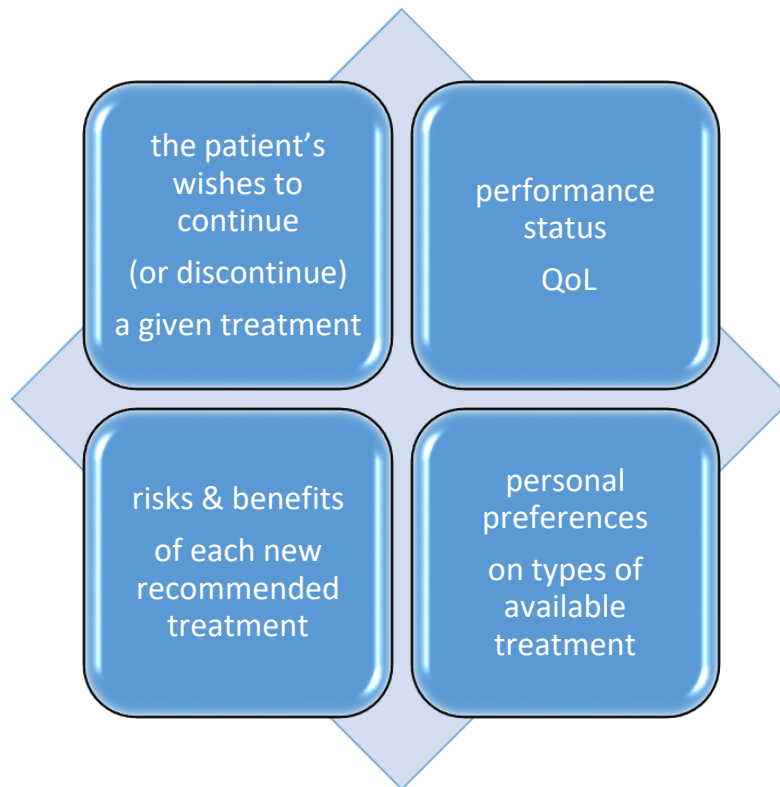 the patient’s
wishes to
continue
(or discontinue)
a given treatment
performance
status
QoL
risks & benefits
of each new
recommended
treatment
personal
preferences
on types of
available
treatment